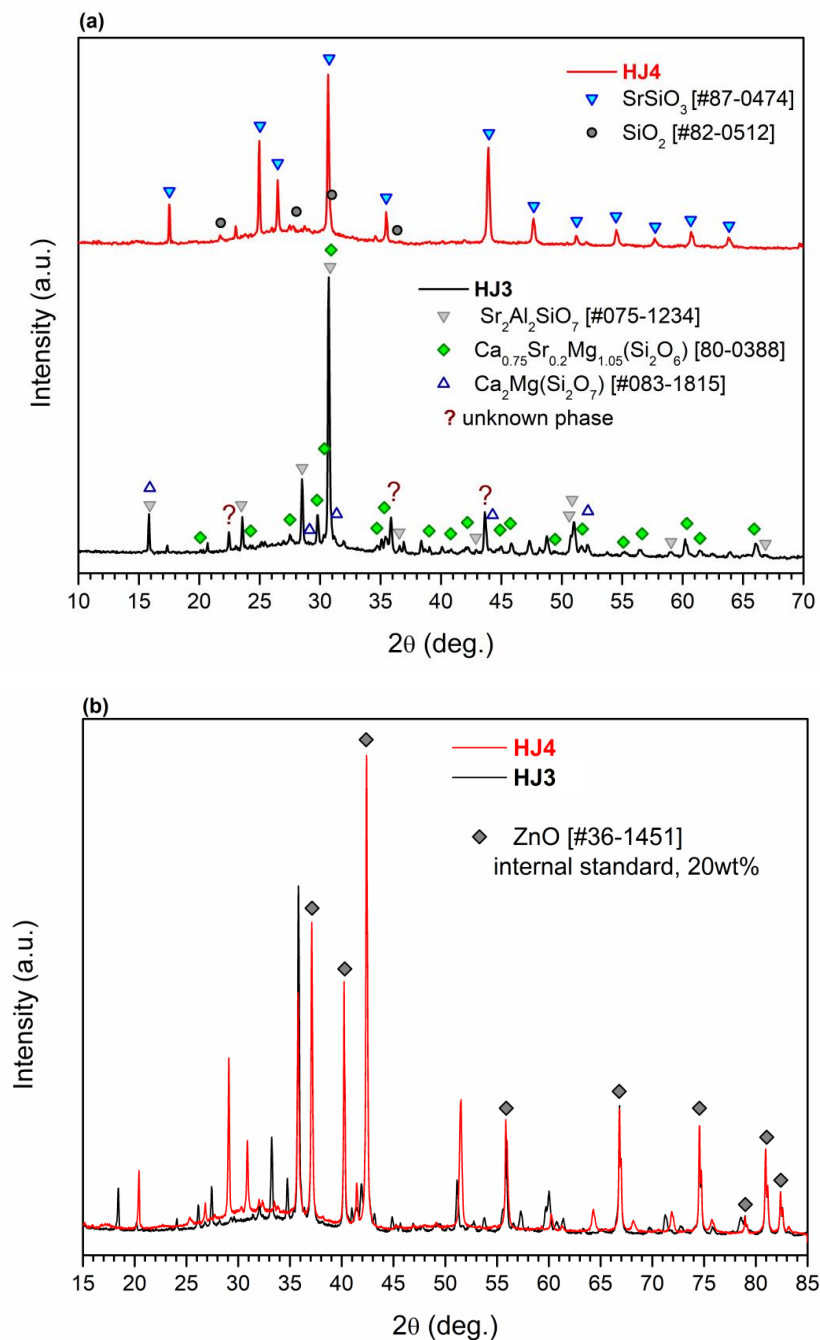 (a)
HJ4
SrSiO₃ [#87-0474]
SiO₂ [#82-0512]
HJ3
Sr₂Al₂SiO₇ [#075-1234]
Ca₀.₇₅Sr₀.₂Mg₁.₀₅(Si₂O₆) [80-0388]
Ca₂Mg(Si₂O₇) [#083-1815]
? unknown phase
? ? ?
Intensity (a.u.)
10 15 20 25 30 35 40 45 50 55 60 65 70
2θ (deg.)
(b)
HJ4
HJ3
ZnO [#36-1451]
internal standard, 20wt%
Intensity (a.u.)
15 20 25 30 35 40 45 50 55 60 65 70 75 80 85
2θ (deg.)